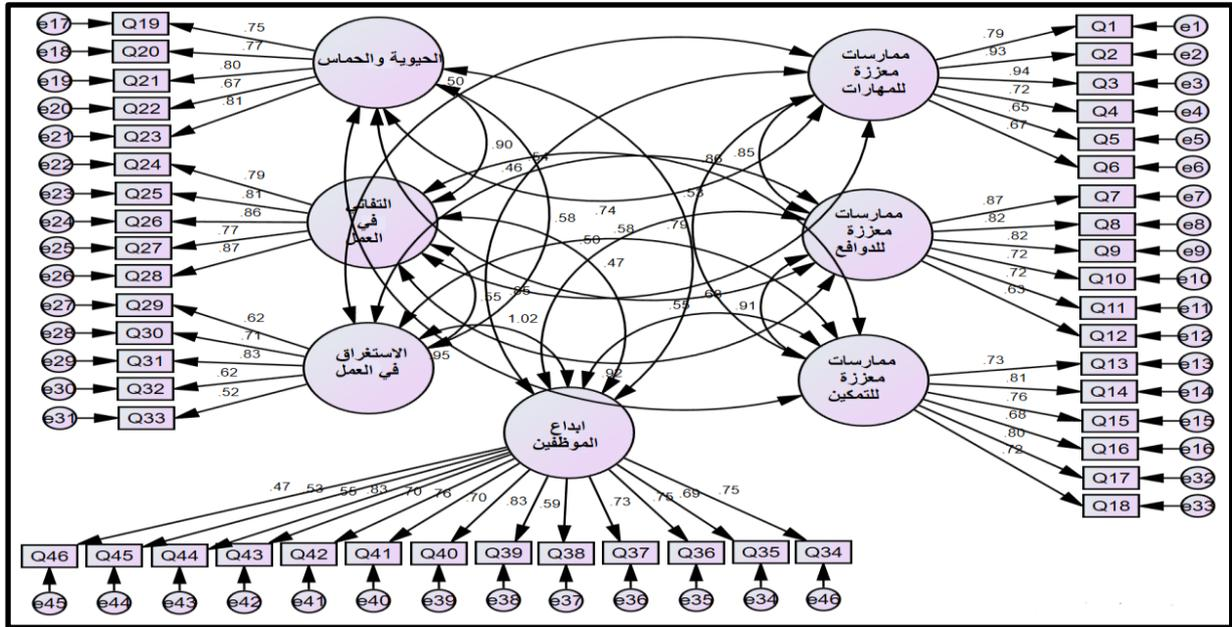 e17 Q19 .75
e18 Q20 .77
e19 Q21 .80
e20 Q22 .67
e21 Q23 .81
الحيوية والحماس
e22 Q24 .79
e23 Q25 .81
e24 Q26 .86
e25 Q27 .77
e26 Q28 .87
التفاني
في
العمل
e27 Q29 .62
e28 Q30 .71
e29 Q31 .83
e30 Q32 .62
e31 Q33 .52
الاستغراق
في العمل
.50
.90
.46
.86
.85
.53
.58
.74
.58
.79
.50
.47
.55
.55
.91
1.02
.95
.92
ممارسات
معززة
للمهارات
.79 Q1 e1
.93 Q2 e2
.94 Q3 e3
.72 Q4 e4
.65 Q5 e5
.67 Q6 e6
ممارسات
معززة
للدوافع
.87 Q7 e7
.82 Q8 e8
.82 Q9 e9
.72 Q10 e10
.72 Q11 e11
.63 Q12 e12
ممارسات
معززة
للتمكين
.73 Q13 e13
.81 Q14 e14
.76 Q15 e15
.68 Q16 e16
.80 Q17 e32
.72 Q18 e33
ابداع
الموظفين
.47 .53 .55 .83 .70 .76 .70 .83 .59 .73 .75 .69 .75
Q46 Q45 Q44 Q43 Q42 Q41 Q40 Q39 Q38 Q37 Q36 Q35 Q34
e45 e44 e43 e42 e41 e40 e39 e38 e37 e36 e35 e34 e46